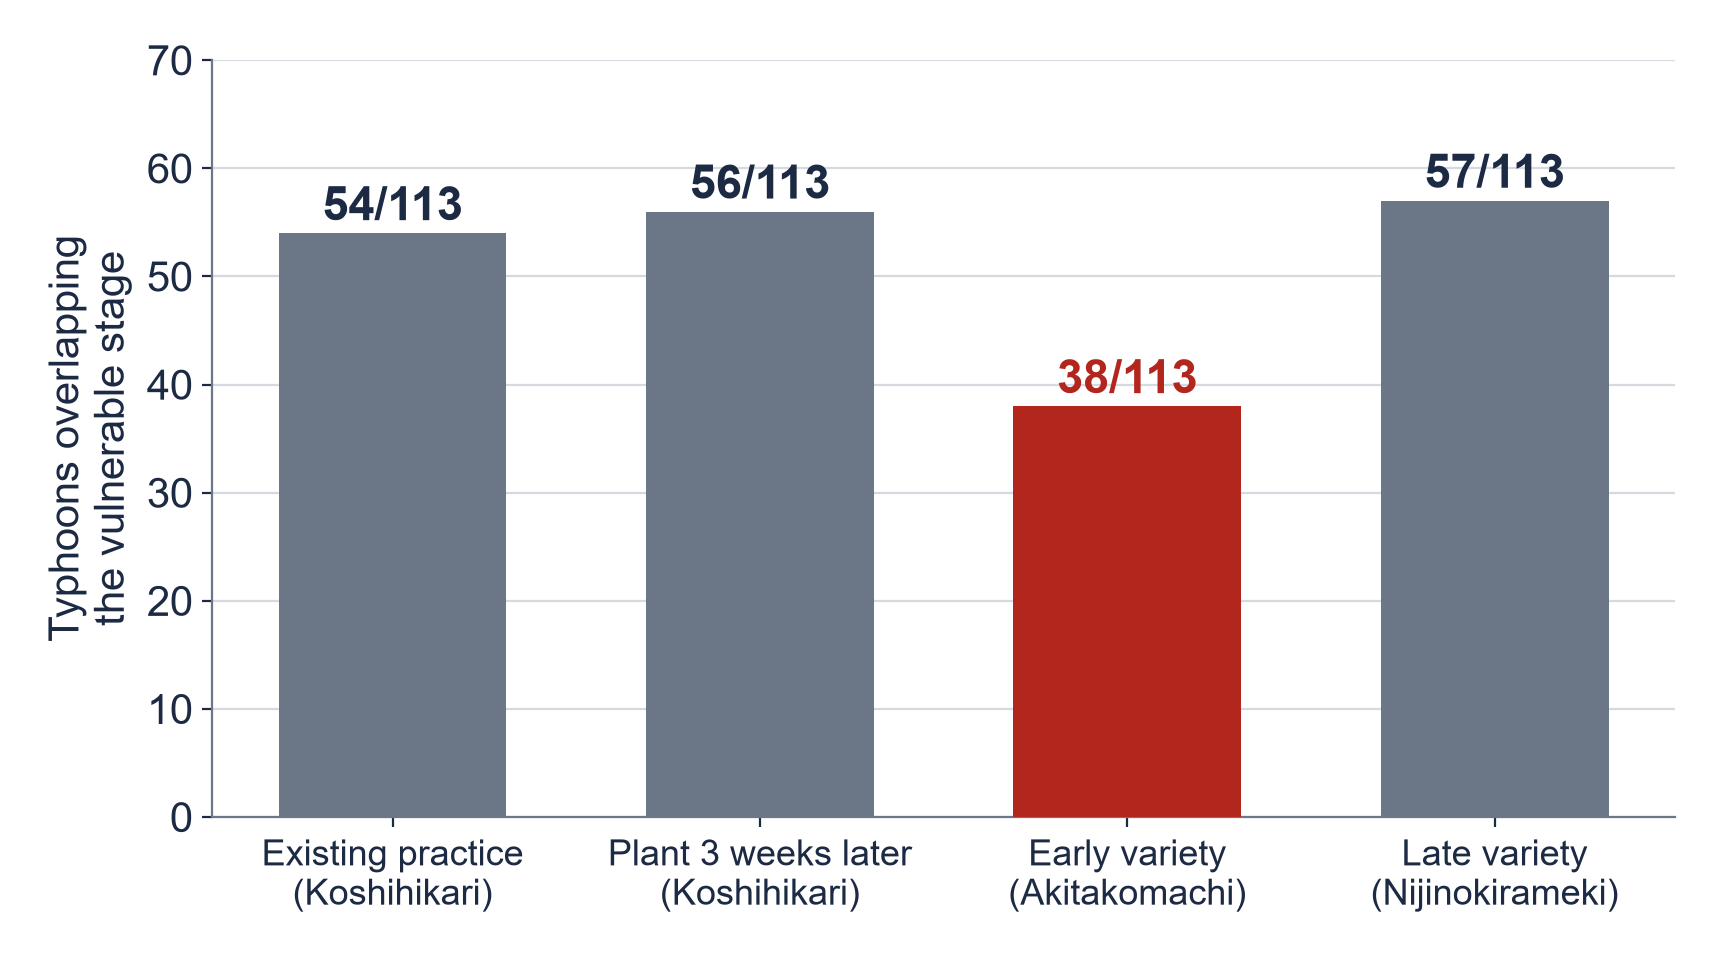 70
60
50
40
30
20
10
0
Typhoons overlapping
the vulnerable stage
54/113
56/113
38/113
57/113
Existing practice
(Koshihikari)
Plant 3 weeks later
(Koshihikari)
Early variety
(Akitakomachi)
Late variety
(Nijinokirameki)